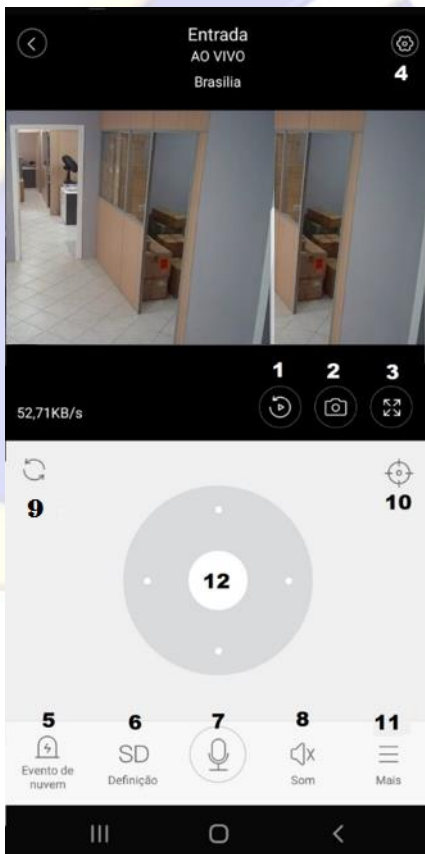 Entrada
AO VIVO
Brasilia
4
1 2 3
52,71KB/s
9 10
12
5 6 7 8 11
SD
Evento de nuvem
Definição
Som
Mais